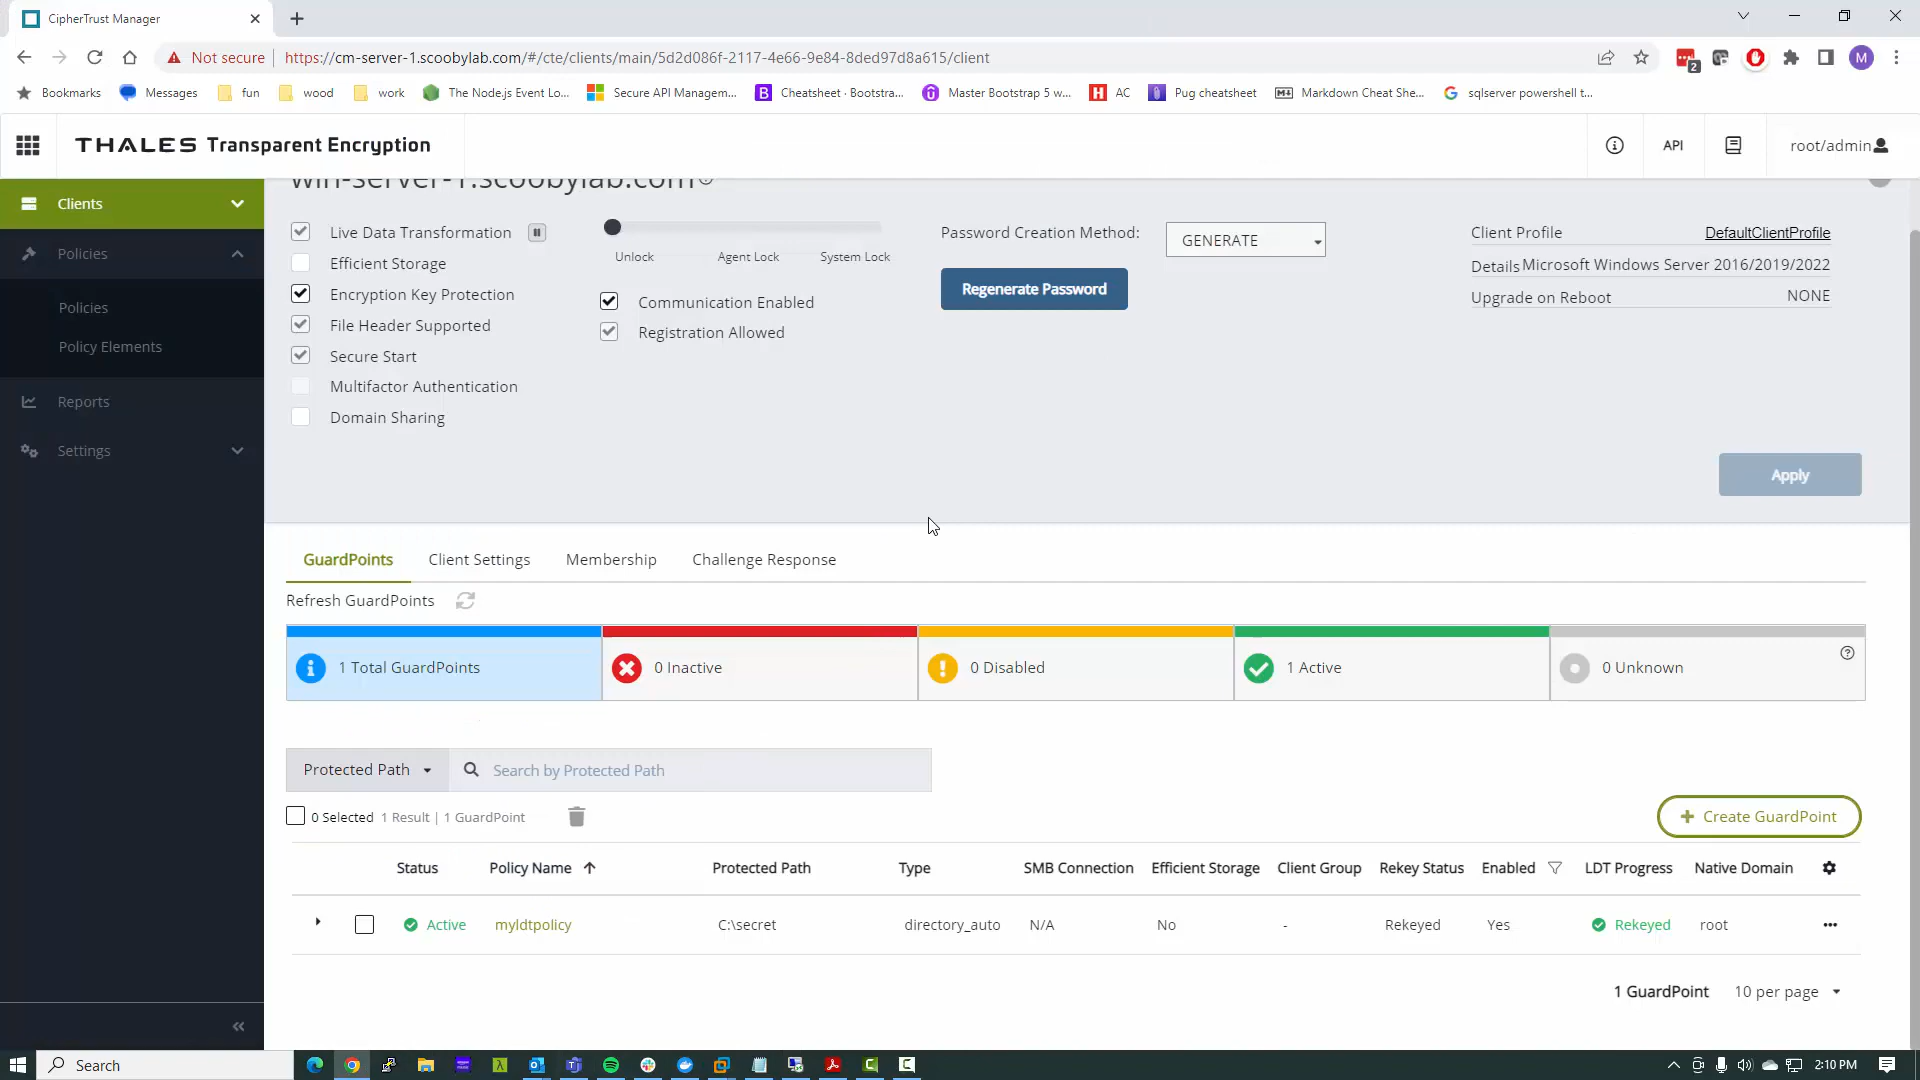 CipherTrust Manager
Not secure
https://cm-server-1.scoobylab.com/#/cte/clients/main/5d2d086f-2117-4e66-9e84-8ded97d8a615/client
2
M
Bookmarks
Messages
fun
wood
work
The Node.js Event Lo...
Secure API Managem...
Cheatsheet · Bootstra...
Master Bootstrap 5 w...
AC
Pug cheatsheet
Markdown Cheat She...
sqlserver powershell t...
THALES Transparent Encryption
API
root/admin
Clients
Policies
Policies
Policy Elements
Reports
Settings
win-server-1.scoobylab.com
Live Data Transformation
Efficient Storage
Encryption Key Protection
File Header Supported
Secure Start
Multifactor Authentication
Domain Sharing
Unlock Agent Lock System Lock
Communication Enabled
Registration Allowed
Password Creation Method: GENERATE
Regenerate Password
Client Profile DefaultClientProfile
Details Microsoft Windows Server 2016/2019/2022
Upgrade on Reboot NONE
Apply
GuardPoints Client Settings Membership Challenge Response
Refresh GuardPoints
1 Total GuardPoints 0 Inactive 0 Disabled 1 Active 0 Unknown
Protected Path Search by Protected Path
0 Selected 1 Result | 1 GuardPoint
+ Create GuardPoint
Status Policy Name Protected Path Type SMB Connection Efficient Storage Client Group Rekey Status Enabled LDT Progress Native Domain
Active myldtpolicy C:\secret directory_auto N/A No - Rekeyed Yes Rekeyed root
1 GuardPoint 10 per page
Search
2:10 PM